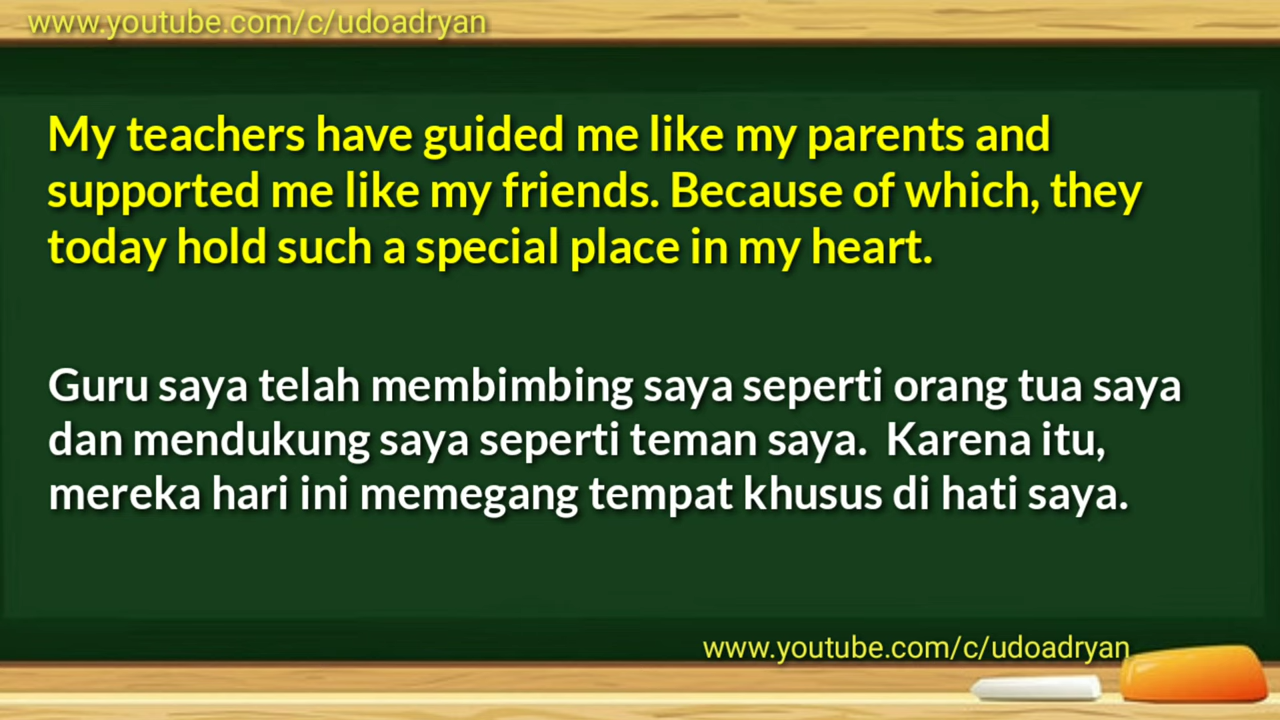 www.youtube.com/c/udoadryan
My teachers have guided me like my parents and
supported me like my friends. Because of which, they
today hold such a special place in my heart.
Guru saya telah membimbing saya seperti orang tua saya
dan mendukung saya seperti teman saya. Karena itu,
mereka hari ini memegang tempat khusus di hati saya.
www.youtube.com/c/udoadryan